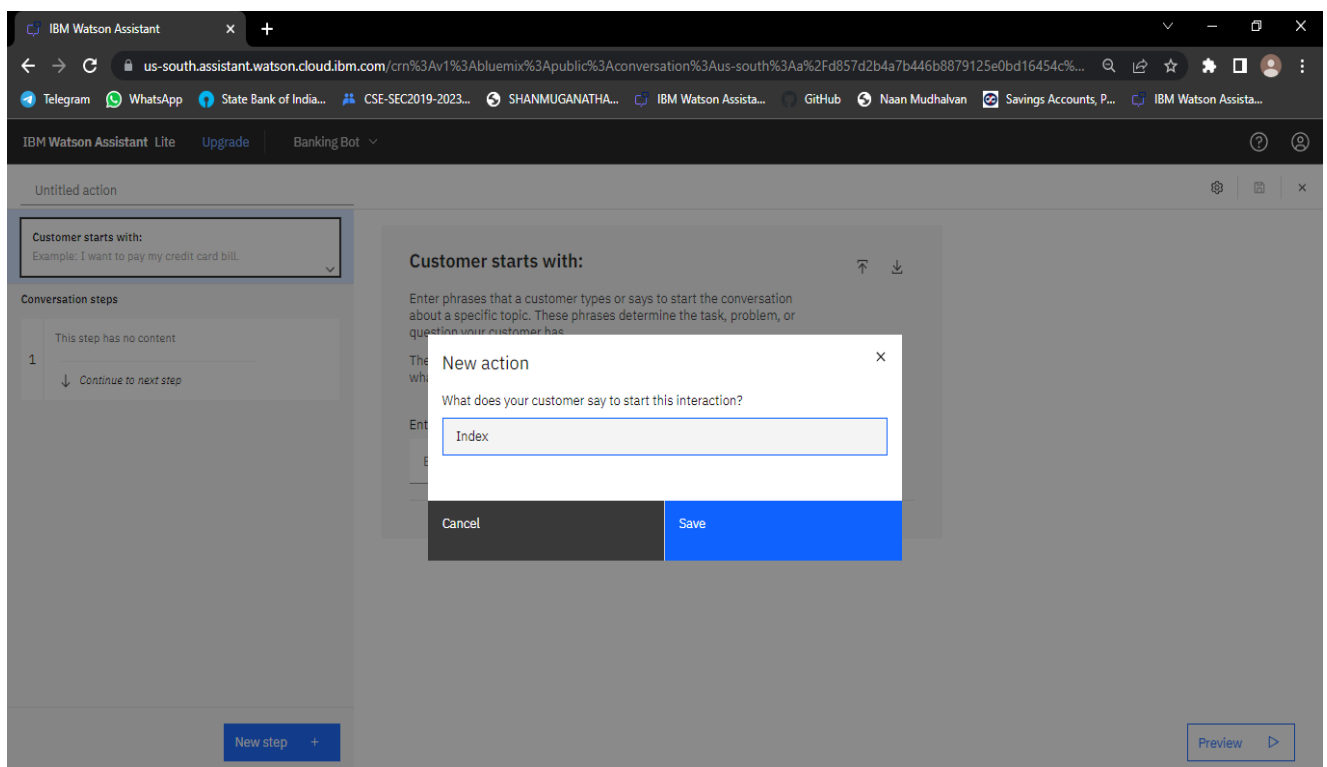 IBM Watson Assistant
us-south.assistant.watson.cloud.ibm.com/crn%3Av1%3Abluemix%3Apublic%3Aconversation%3Aus-south%3Aa%2Fd857d2b4a7b446b8879125e0bd16454c%...
Telegram WhatsApp State Bank of India... CSE-SEC2019-2023... SHANMUGANATHA... IBM Watson Assista... GitHub Naan Mudhalvan Savings Accounts, P... IBM Watson Assista...
IBM Watson Assistant Lite Upgrade Banking Bot
Untitled action
Customer starts with:
Example: I want to pay my credit card bill.
Conversation steps
This step has no content
1
Continue to next step
New step +
Customer starts with:
Enter phrases that a customer types or says to start the conversation
about a specific topic. These phrases determine the task, problem, or
question your customer has.
The
wha
Ent
E
New action
What does your customer say to start this interaction?
Index
Cancel Save
Preview